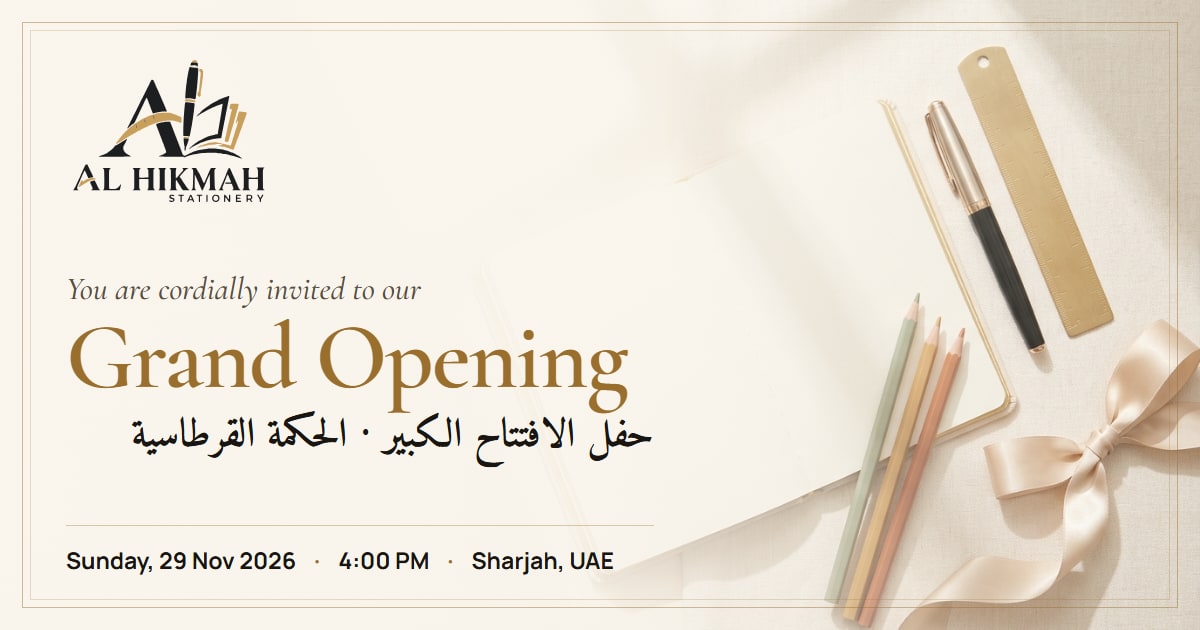 AL HIKMAH
STATIONERY
You are cordially invited to our
Grand Opening
حفل الافتتاح الكبير · الحكمة القرطاسية
Sunday, 29 Nov 2026 · 4:00 PM · Sharjah, UAE